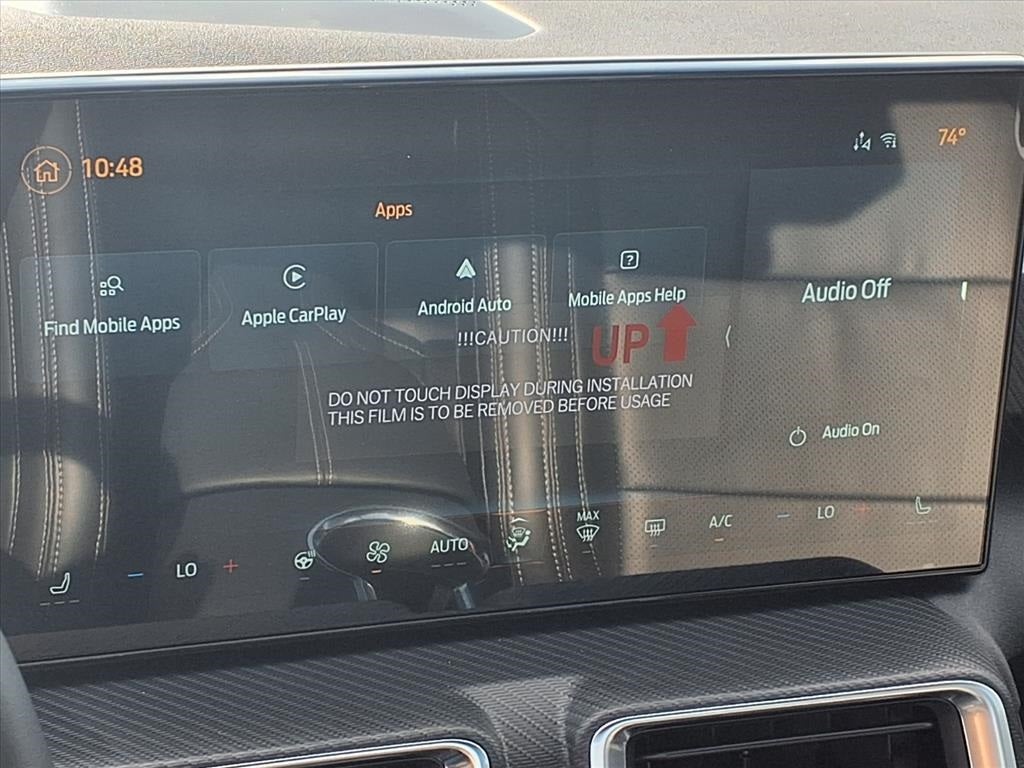 10:48
74°
Apps
Find Mobile Apps
Apple CarPlay
Android Auto
Mobile Apps Help
Audio Off
!!!CAUTION!!!
UP
DO NOT TOUCH DISPLAY DURING INSTALLATION
THIS FILM IS TO BE REMOVED BEFORE USAGE
Audio On
LO
AUTO
MAX
A/C
LO